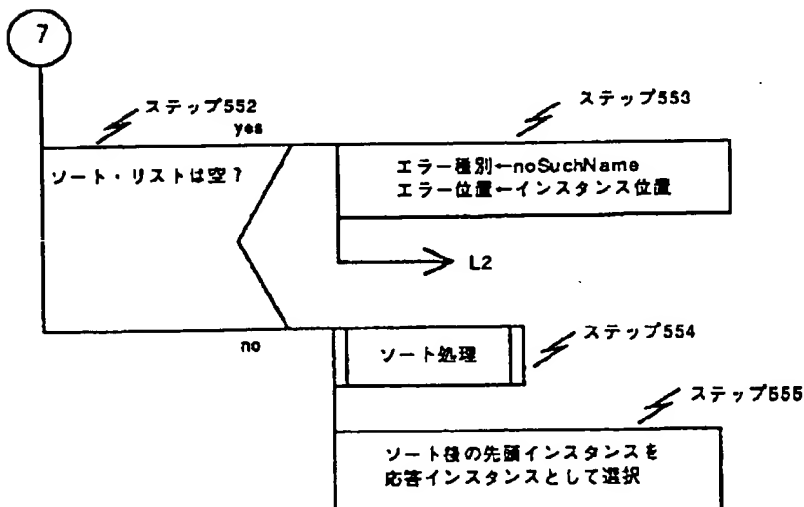 7
ステップ552
ステップ553
yes
ソート・リストは空?
エラー種別←noSuchName
エラー位置←インスタンス位置
L2
no
ソート処理
ステップ554
ステップ555
ソート後の先頭インスタンスを
応答インスタンスとして選択